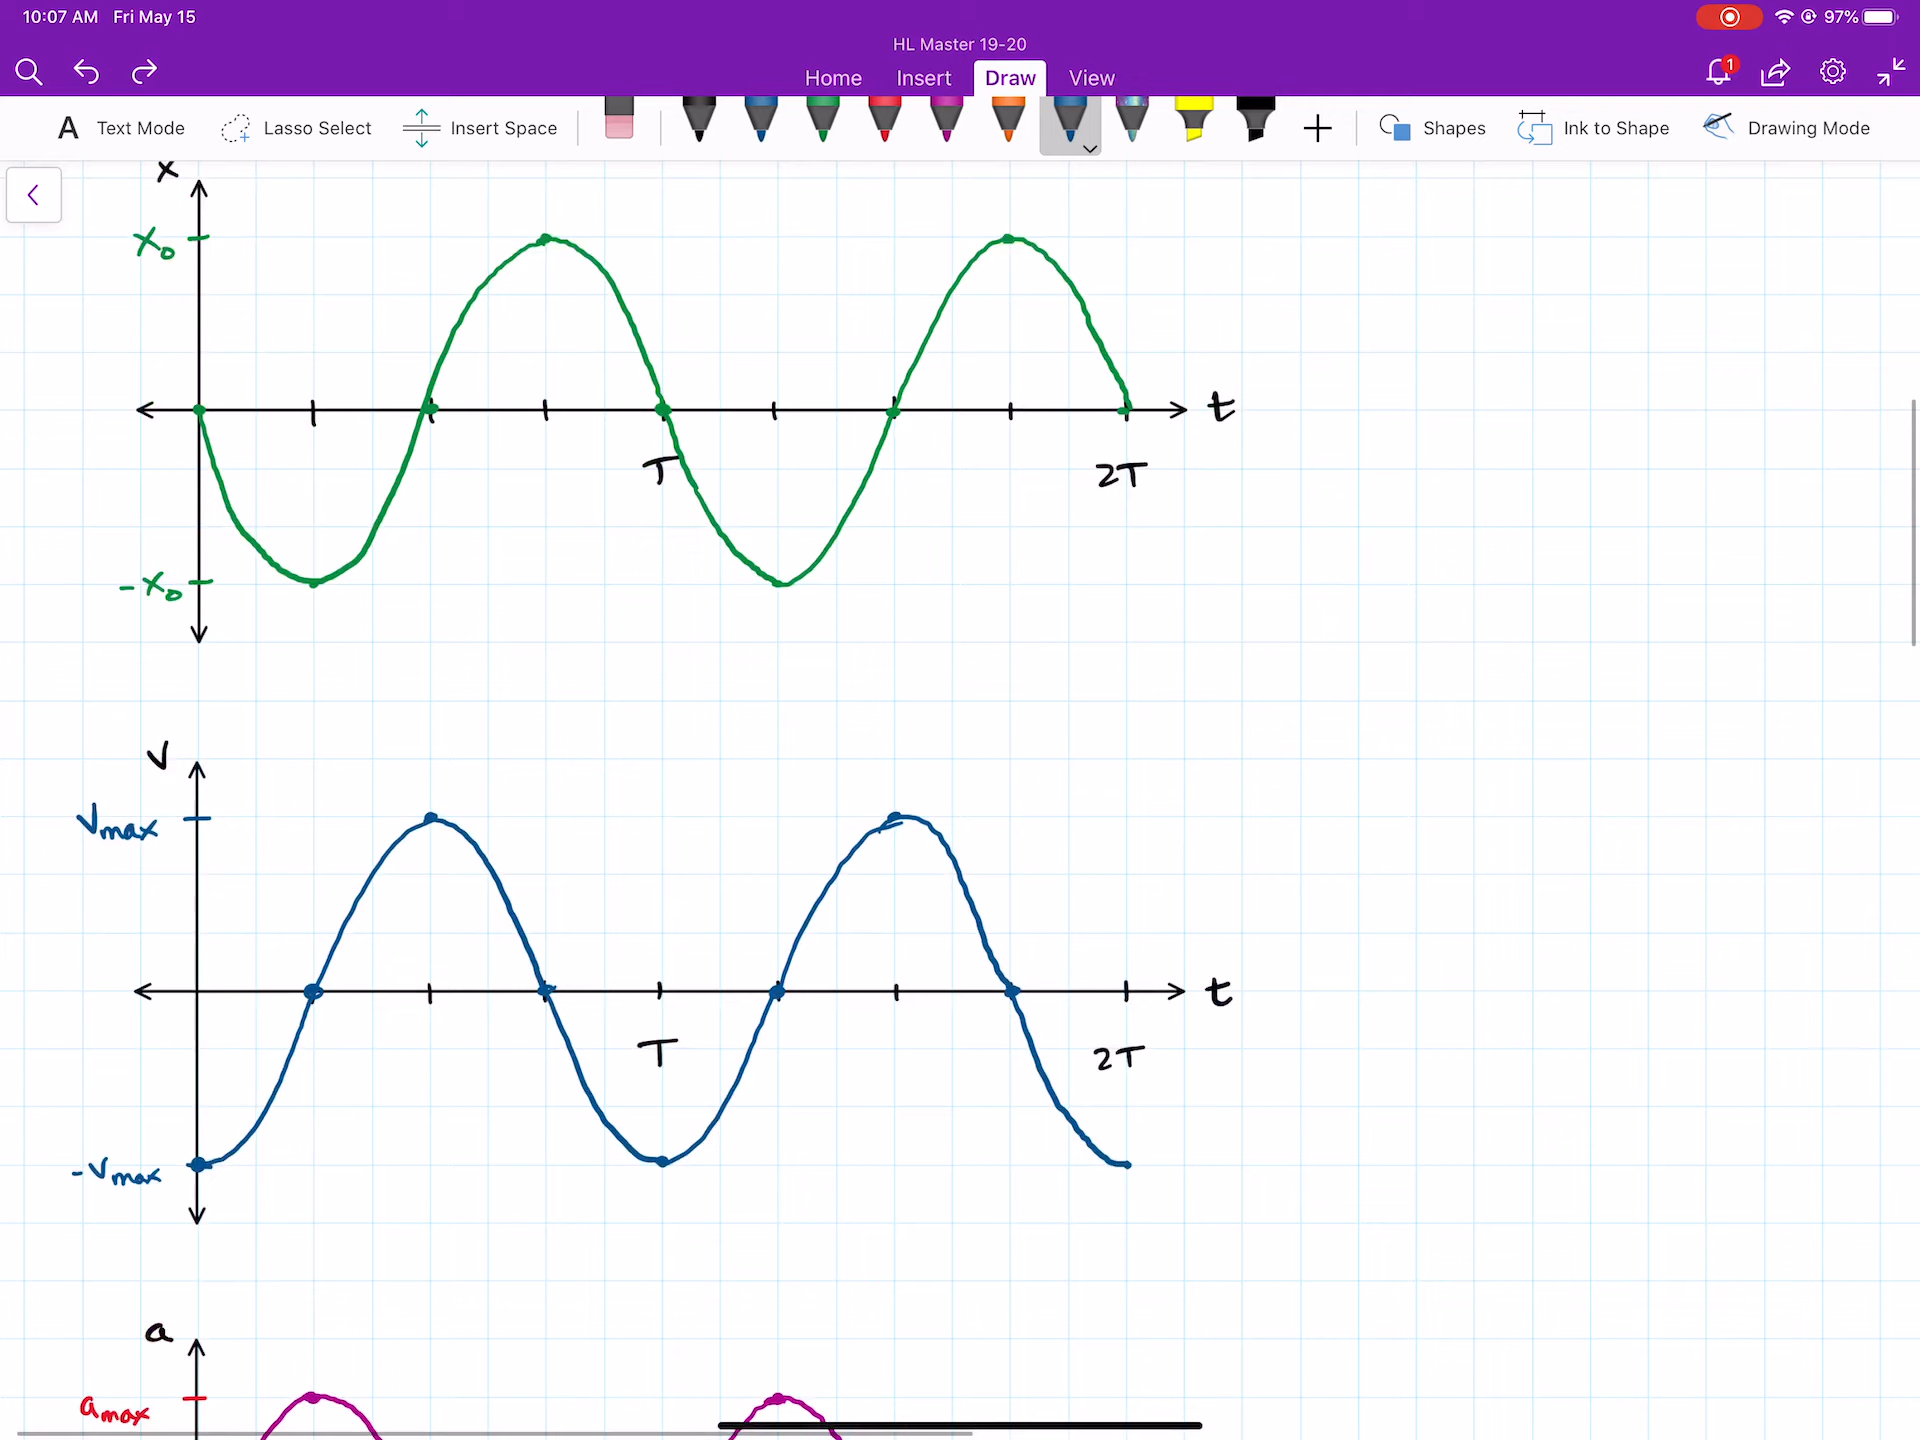 10:07 AM Fri May 15 97%
HL Master 19-20
Home Insert Draw View 1
A Text Mode Lasso Select Insert Space Shapes Ink to Shape Drawing Mode
x
x₀
t
T 2T
-x₀
v
vmax
t
T 2T
-vmax
a
amax